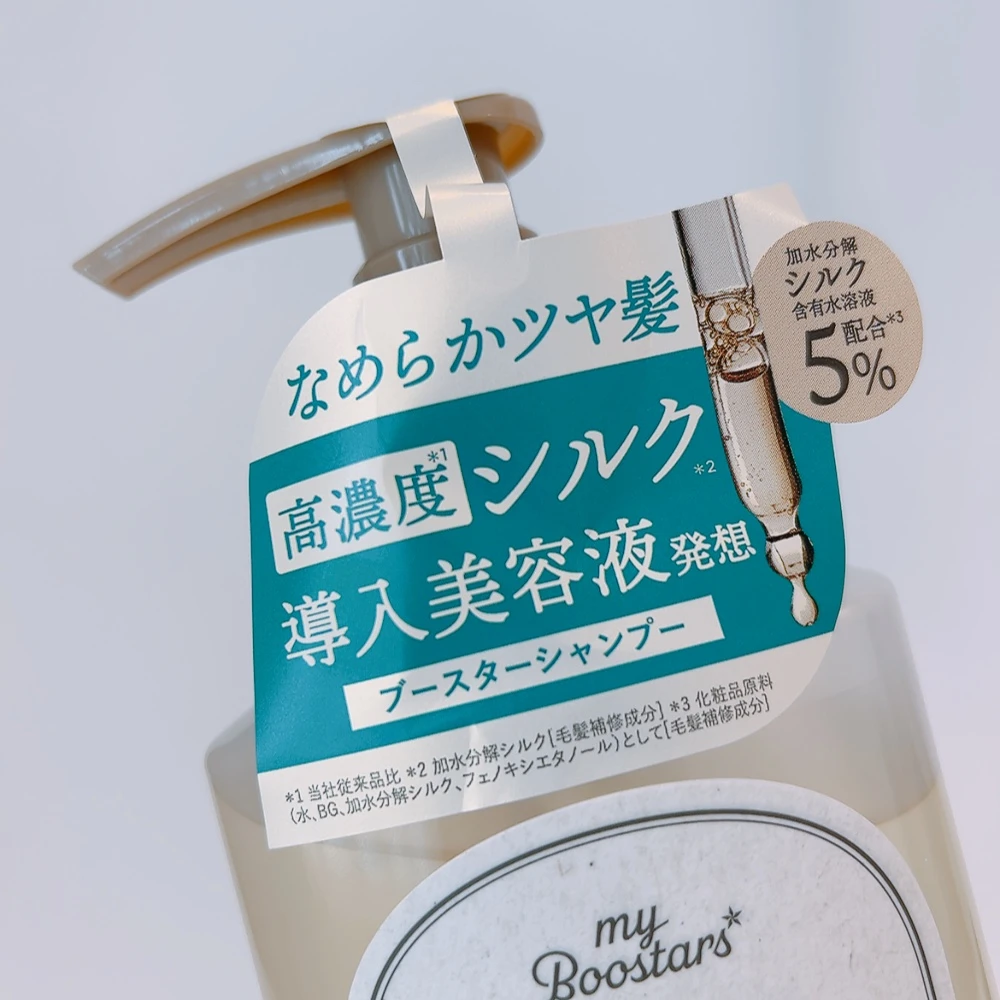 なめらかツヤ髪
高濃度*1シルク*2
導入美容液発想
ブースターシャンプー
*1 当社従来品比 *2 加水分解シルク[毛髪補修成分] *3 化粧品原料
(水、BG、加水分解シルク、フェノキシエタノール)として[毛髪補修成分]
加水分解
シルク
含有水溶液
5%配合*3
my
Boostars*